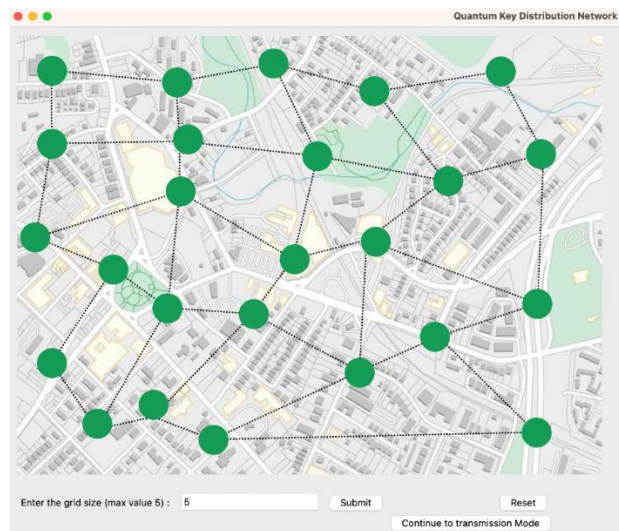 Quantum Key Distribution Network
Enter the grid size (max value 5) : 5 Submit Reset
Continue to transmission Mode